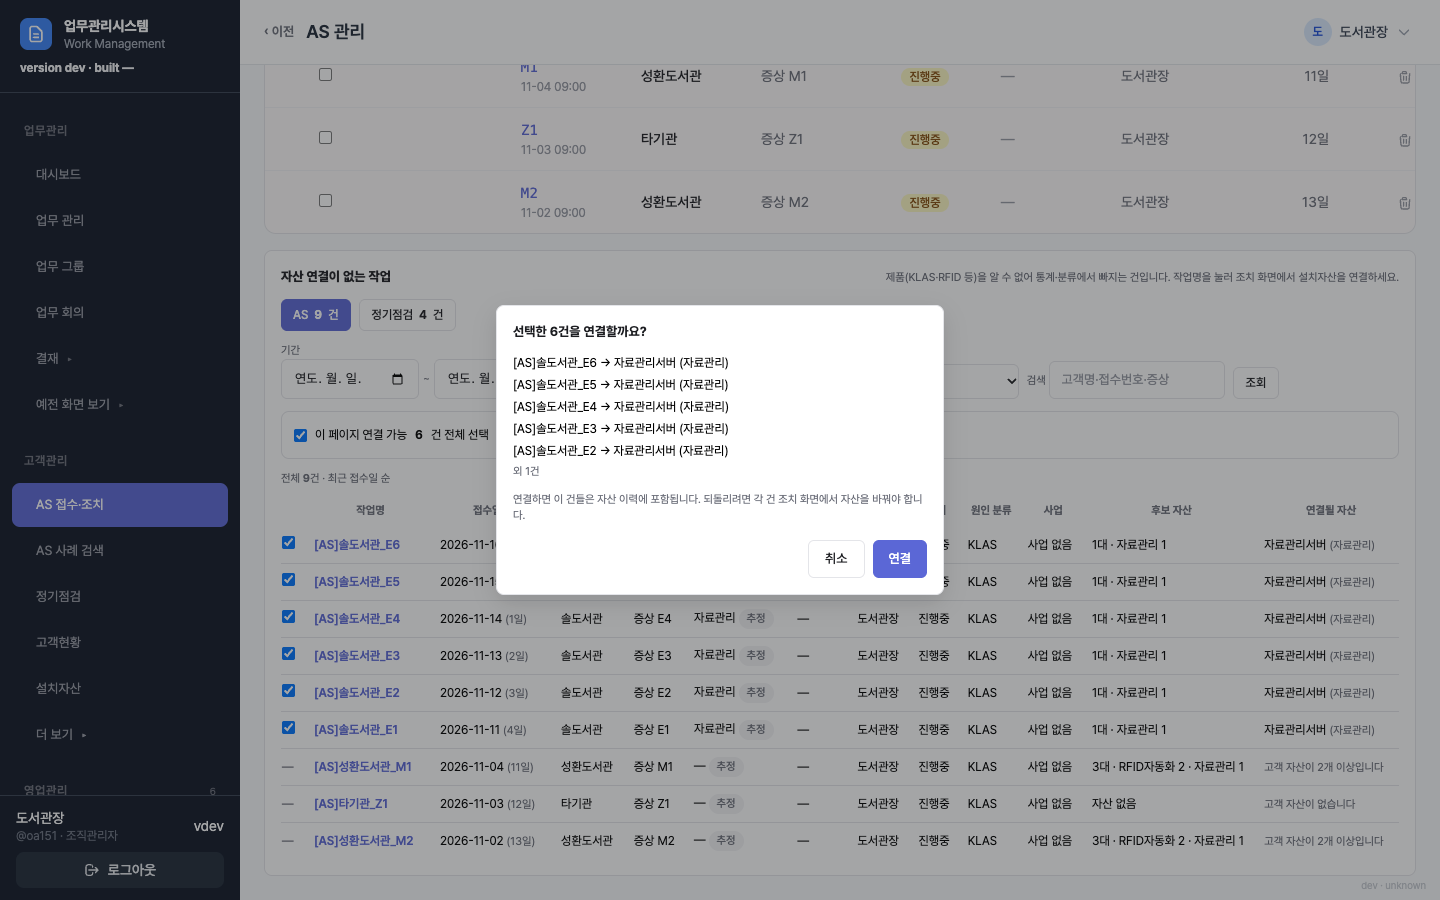 업무관리시스템
Work Management
version dev · built —
업무관리
대시보드
업무 관리
업무 그룹
업무 회의
결재 ▸
예전 화면 보기 ▸
고객관리
AS 접수·조치
AS 사례 검색
정기점검
고객현황
설치자산
더 보기 ▸
영업관리 6
도서관장
@oa151 · 조직관리자
vdev
로그아웃
‹ 이전 AS 관리
도 도서관장
M1
11-04 09:00
성환도서관 증상 M1 진행중 — 도서관장 11일
Z1
11-03 09:00
타기관 증상 Z1 진행중 — 도서관장 12일
M2
11-02 09:00
성환도서관 증상 M2 진행중 — 도서관장 13일
자산 연결이 없는 작업
제품(KLAS·RFID 등)을 알 수 없어 통계·분류에서 빠지는 건입니다. 작업명을 눌러 조치 화면에서 설치자산을 연결하세요.
AS 9 건 정기점검 4 건
기간
연도. 월. 일. ~ 연도. 월. 검색 고객명·접수번호·증상 조회
이 페이지 연결 가능 6 건 전체 선택
전체 9건 · 최근 접수일 순
작업명 접수일 원인 분류 사업 후보 자산 연결될 자산
[AS]솔도서관_E6 2026-11-1 중 KLAS 사업 없음 1대 · 자료관리 1 자료관리서버 (자료관리)
[AS]솔도서관_E5 2026-11-1 중 KLAS 사업 없음 1대 · 자료관리 1 자료관리서버 (자료관리)
[AS]솔도서관_E4 2026-11-14 (1일) 솔도서관 증상 E4 자료관리 추정 — 도서관장 진행중 KLAS 사업 없음 1대 · 자료관리 1 자료관리서버 (자료관리)
[AS]솔도서관_E3 2026-11-13 (2일) 솔도서관 증상 E3 자료관리 추정 — 도서관장 진행중 KLAS 사업 없음 1대 · 자료관리 1 자료관리서버 (자료관리)
[AS]솔도서관_E2 2026-11-12 (3일) 솔도서관 증상 E2 자료관리 추정 — 도서관장 진행중 KLAS 사업 없음 1대 · 자료관리 1 자료관리서버 (자료관리)
[AS]솔도서관_E1 2026-11-11 (4일) 솔도서관 증상 E1 자료관리 추정 — 도서관장 진행중 KLAS 사업 없음 1대 · 자료관리 1 자료관리서버 (자료관리)
— [AS]성환도서관_M1 2026-11-04 (11일) 성환도서관 증상 M1 — 추정 — 도서관장 진행중 KLAS 사업 없음 3대 · RFID자동화 2 · 자료관리 1 고객 자산이 2개 이상입니다
— [AS]타기관_Z1 2026-11-03 (12일) 타기관 증상 Z1 — 추정 — 도서관장 진행중 KLAS 사업 없음 자산 없음 고객 자산이 없습니다
— [AS]성환도서관_M2 2026-11-02 (13일) 성환도서관 증상 M2 — 추정 — 도서관장 진행중 KLAS 사업 없음 3대 · RFID자동화 2 · 자료관리 1 고객 자산이 2개 이상입니다
선택한 6건을 연결할까요?
[AS]솔도서관_E6 → 자료관리서버 (자료관리)
[AS]솔도서관_E5 → 자료관리서버 (자료관리)
[AS]솔도서관_E4 → 자료관리서버 (자료관리)
[AS]솔도서관_E3 → 자료관리서버 (자료관리)
[AS]솔도서관_E2 → 자료관리서버 (자료관리)
외 1건
연결하면 이 건들은 자산 이력에 포함됩니다. 되돌리려면 각 건 조치 화면에서 자산을 바꿔야 합니
다.
취소 연결
dev · unknown